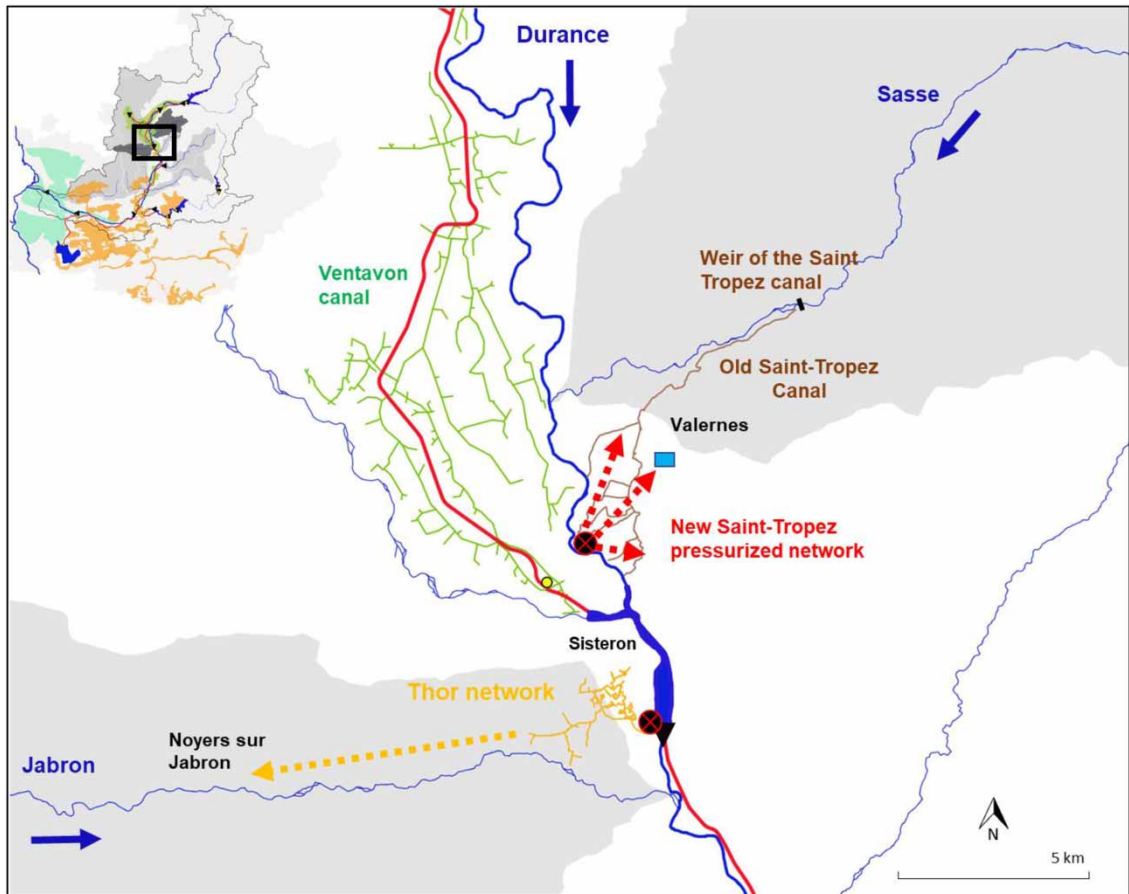 Durance
Sasse
Weir of the Saint
Tropez canal
Ventavon
canal
Old Saint-Tropez
Canal
Valernes
New Saint-Tropez
pressurized network
Sisteron
Thor network
Noyers sur
Jabron
Jabron
N
5 km